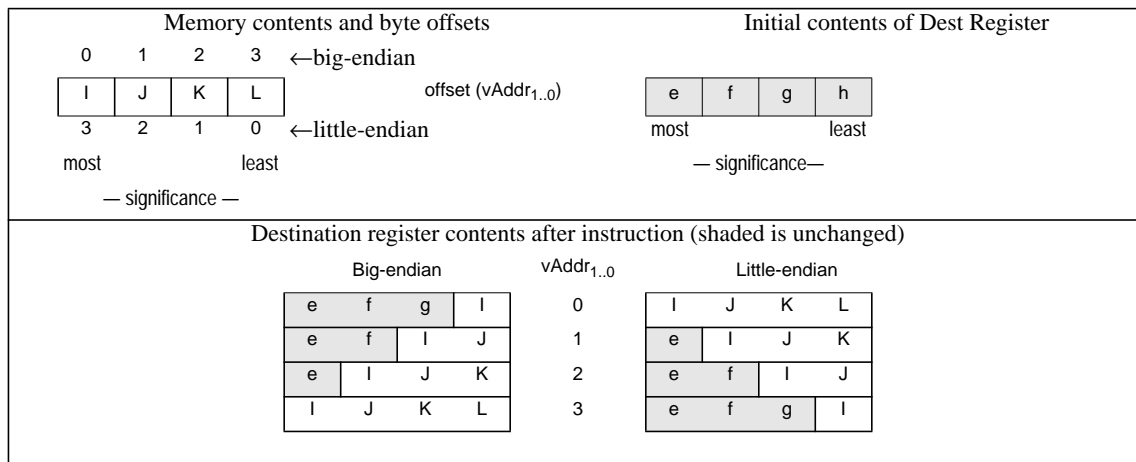 Memory contents and byte offsets
Initial contents of Dest Register
0 1 2 3 ←big-endian
I J K L
offset (vAddr1..0)
e f g h
3 2 1 0 ←little-endian
most least
most least
— significance —
— significance—
Destination register contents after instruction (shaded is unchanged)
Big-endian vAddr1..0 Little-endian
e f g I 0 I J K L
e f I J 1 e I J K
e I J K 2 e f I J
I J K L 3 e f g I